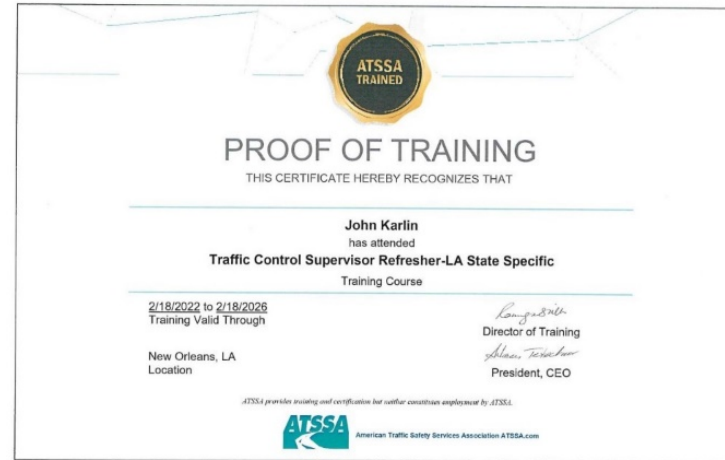 ATSSA
TRAINED
PROOF OF TRAINING
THIS CERTIFICATE HEREBY RECOGNIZES THAT
John Karlin
has attended
Traffic Control Supervisor Refresher-LA State Specific
Training Course
2/18/2022 to 2/18/2026
Training Valid Through
Director of Training
New Orleans, LA
Location
President, CEO
ATSSA provides training and certification but neither constitutes employment by ATSSA.
ATSSA
American Traffic Safety Services Association ATSSA.com